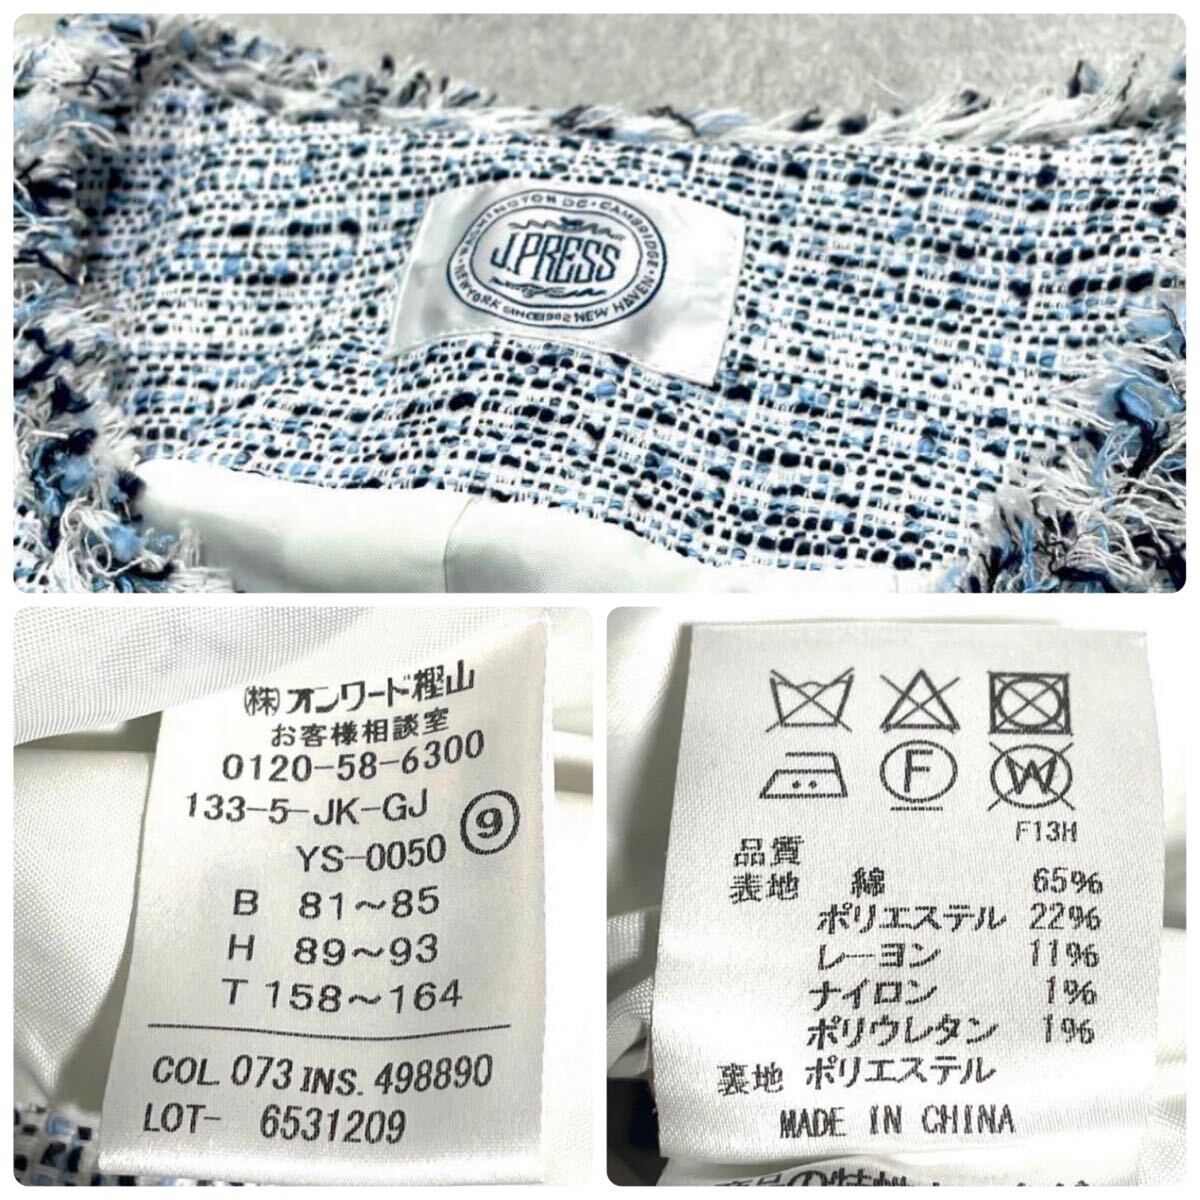 WASHINGTON DC · CAMBRIDGE ·
J.PRESS
NEW YORK SINCE1902 NEW HAVEN
㈱オンワード樫山
お客様相談室
0120-58-6300
133-5-JK-GJ
YS-0050 ⑨
B 81～85
H 89～93
T 158～164
COL. 073 INS. 498890
LOT- 6531209
F
W
F13H
品質
表地 綿 65%
ポリエステル 22%
レーヨン 11%
ナイロン 1%
ポリウレタン 1%
裏地 ポリエステル
MADE IN CHINA